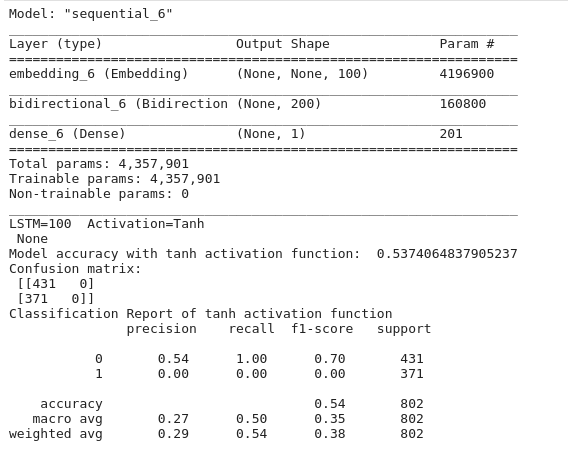 Model: "sequential_6"
Layer (type) Output Shape Param #
embedding_6 (Embedding) (None, None, 100) 4196900
bidirectional_6 (Bidirection (None, 200) 160800
dense_6 (Dense) (None, 1) 201
Total params: 4,357,901
Trainable params: 4,357,901
Non-trainable params: 0
LSTM=100 Activation=Tanh
None
Model accuracy with tanh activation function: 0.5374064837905237
Confusion matrix:
[[431 0]
[371 0]]
Classification Report of tanh activation function
precision recall f1-score support
0 0.54 1.00 0.70 431
1 0.00 0.00 0.00 371
accuracy 0.54 802
macro avg 0.27 0.50 0.35 802
weighted avg 0.29 0.54 0.38 802